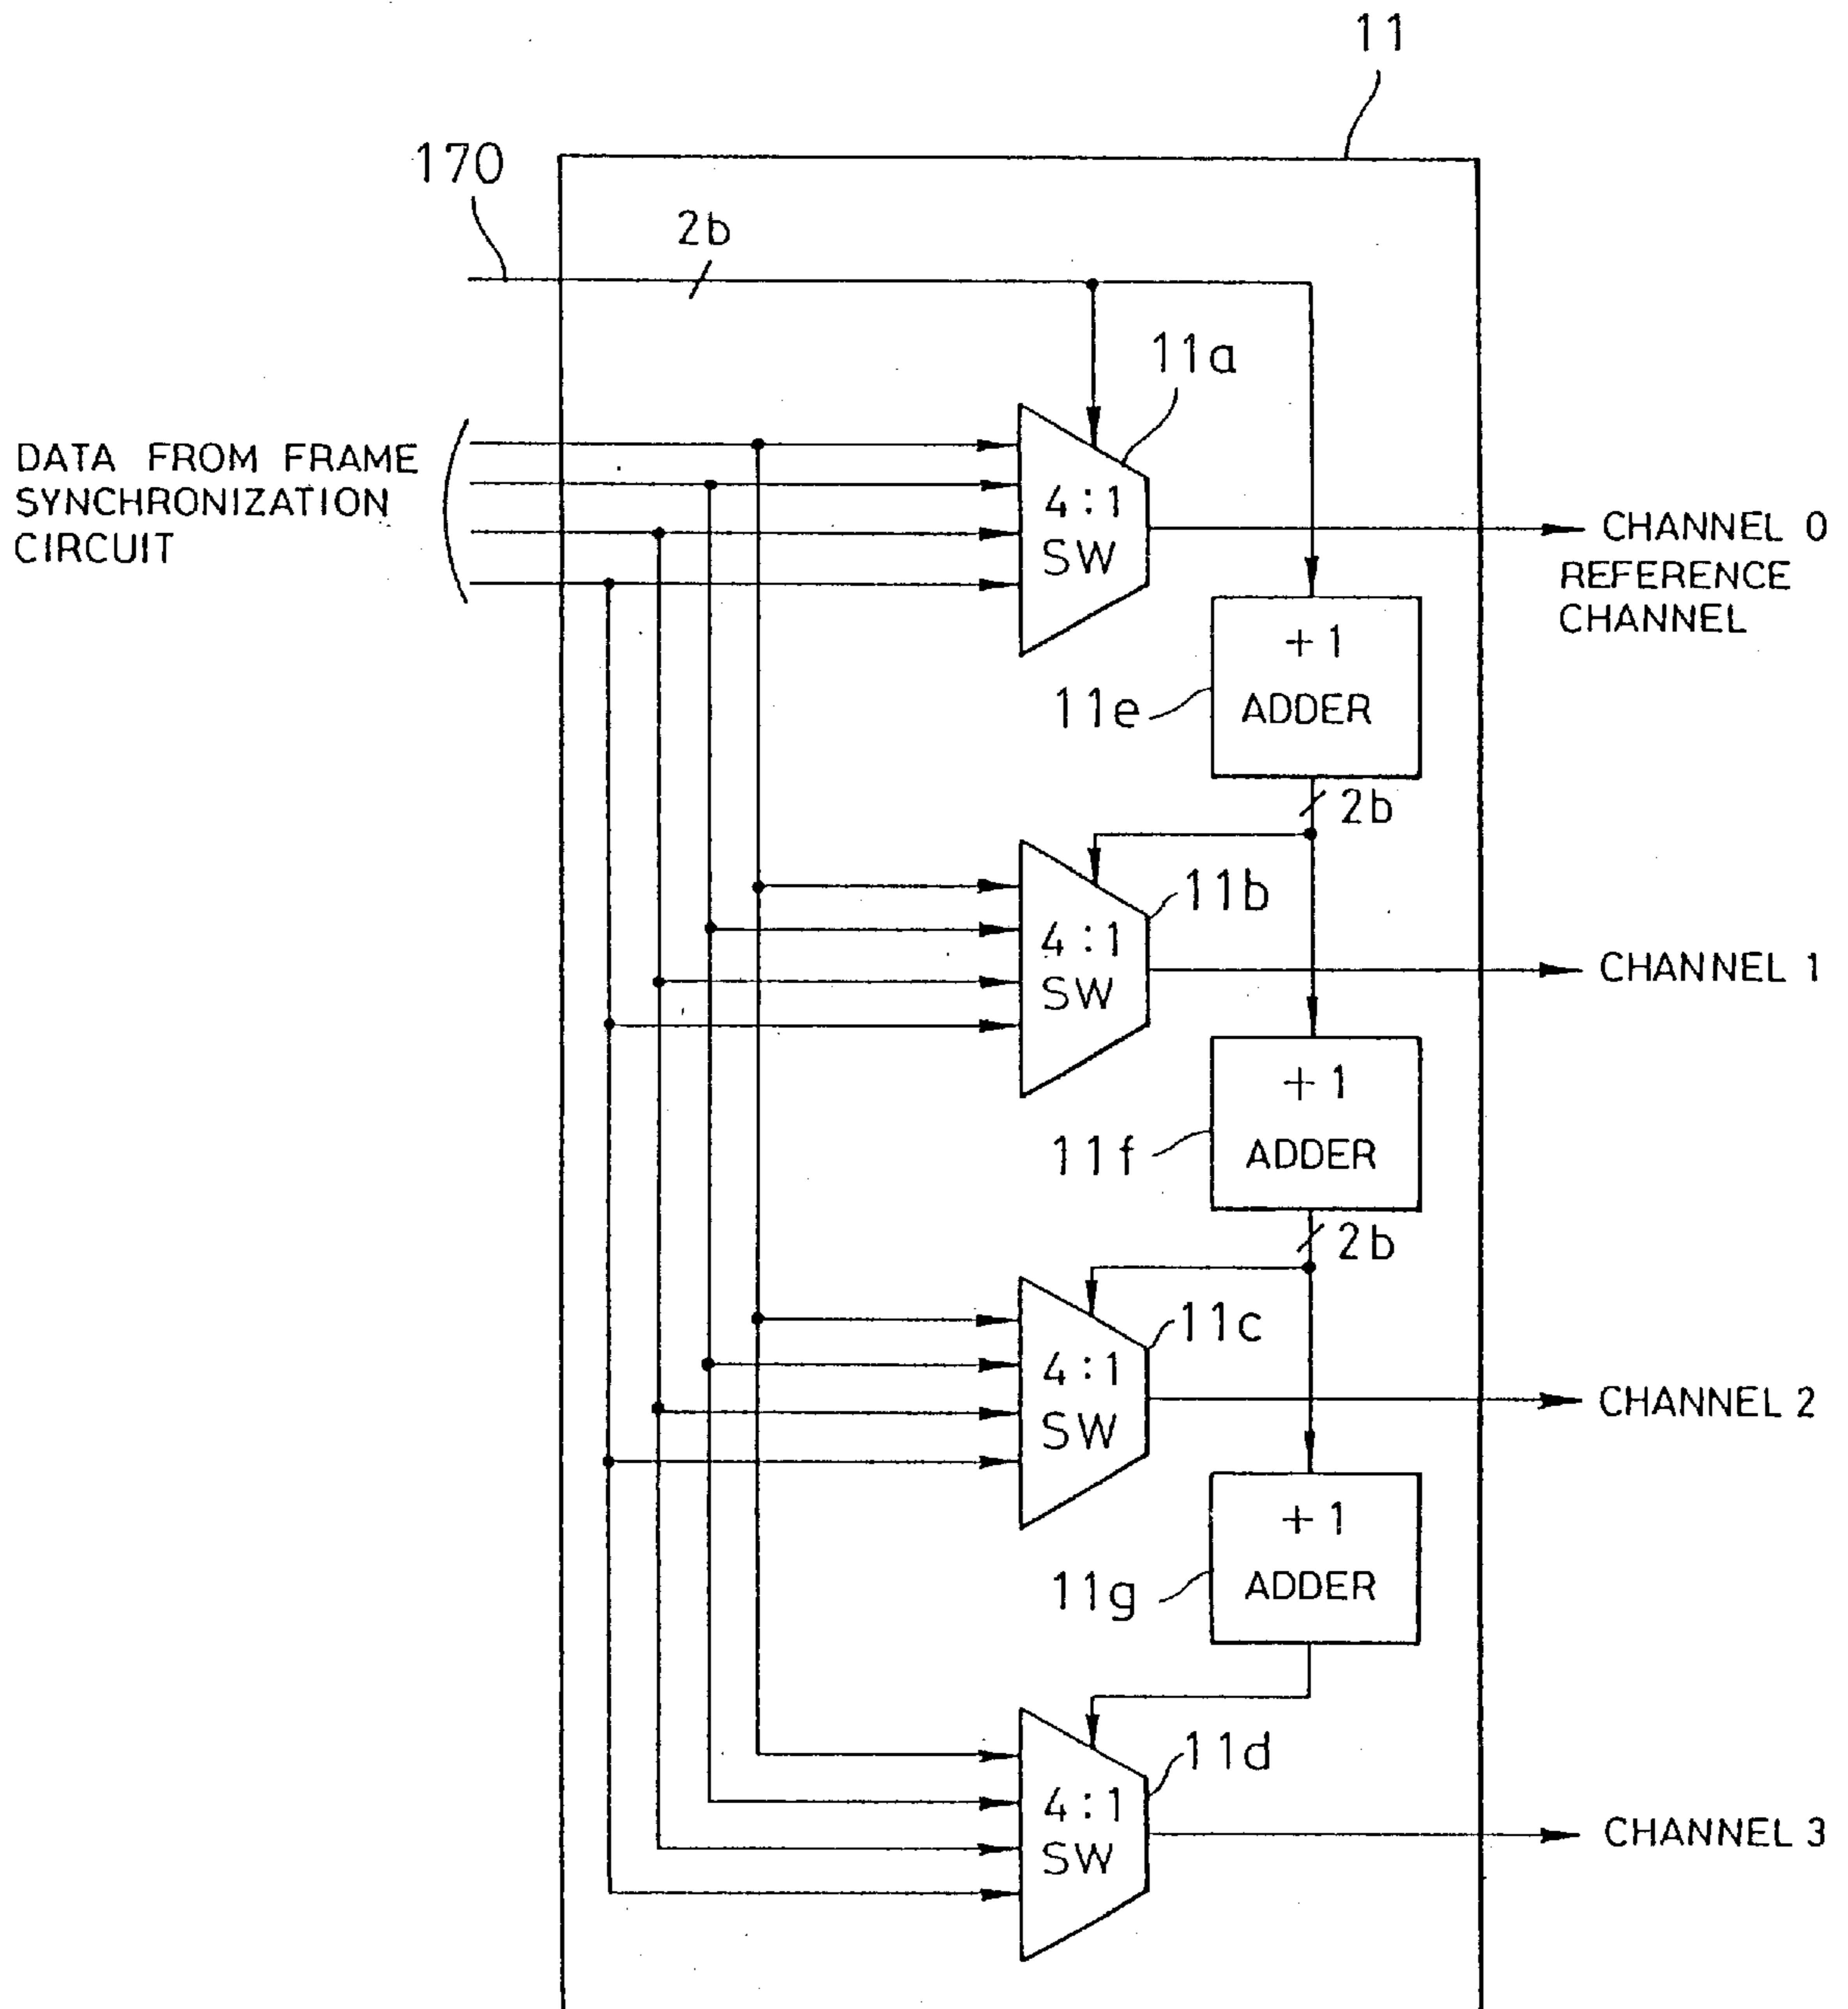 11
170
2b
11a
DATA FROM FRAME
SYNCHRONIZATION
CIRCUIT
4:1
SW
CHANNEL 0
REFERENCE
CHANNEL
+1
ADDER
11e
2b
11b
4:1
SW
CHANNEL 1
+1
ADDER
11f
2b
11c
4:1
SW
CHANNEL 2
+1
ADDER
11g
11d
4:1
SW
CHANNEL 3